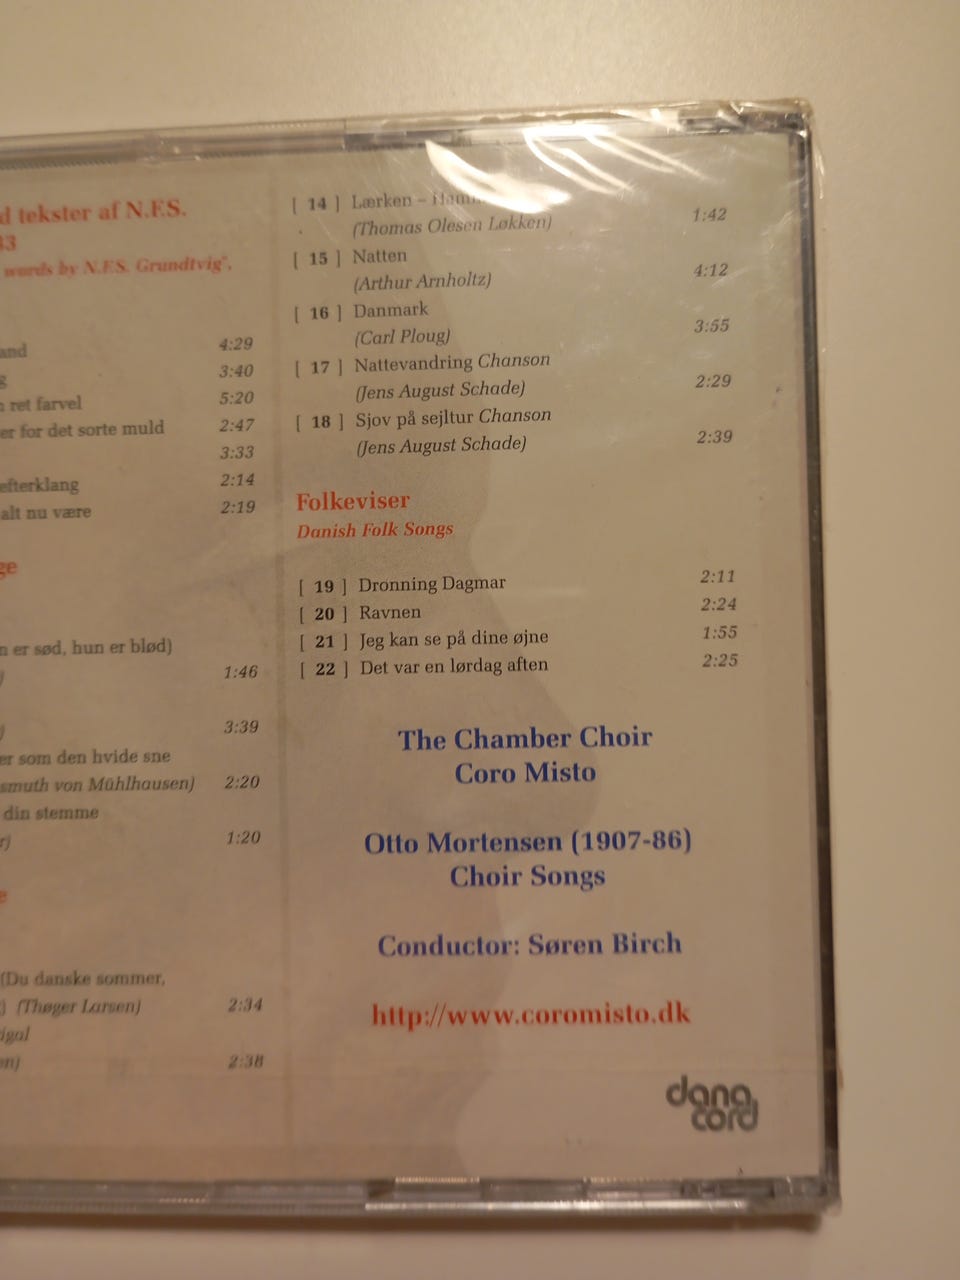 d tekster af N.F.S.
33
words by N.F.S. Grundtvig",
and 4:29
g 3:40
ret farvel 5:20
er for det sorte muld 2:47
3:33
efterklang 2:14
alt nu være 2:19
ge
n er sød, hun er blød)
) 1:46
) 3:39
er som den hvide sne
smuth von Mühlhausen) 2:20
din stemme
r) 1:20
e
(Du danske sommer,
) (Thøger Larsen) 2:34
igal
en) 2:38
[ 14 ] Lærken –
(Thomas Olesen Løkken) 1:42
[ 15 ] Natten
(Arthur Arnholtz) 4:12
[ 16 ] Danmark
(Carl Ploug) 3:55
[ 17 ] Nattevandring Chanson
(Jens August Schade) 2:29
[ 18 ] Sjov på sejltur Chanson
(Jens August Schade) 2:39
Folkeviser
Danish Folk Songs
[ 19 ] Dronning Dagmar 2:11
[ 20 ] Ravnen 2:24
[ 21 ] Jeg kan se på dine øjne 1:55
[ 22 ] Det var en lørdag aften 2:25
The Chamber Choir
Coro Misto
Otto Mortensen (1907-86)
Choir Songs
Conductor: Søren Birch
http://www.coromisto.dk
dana
cord